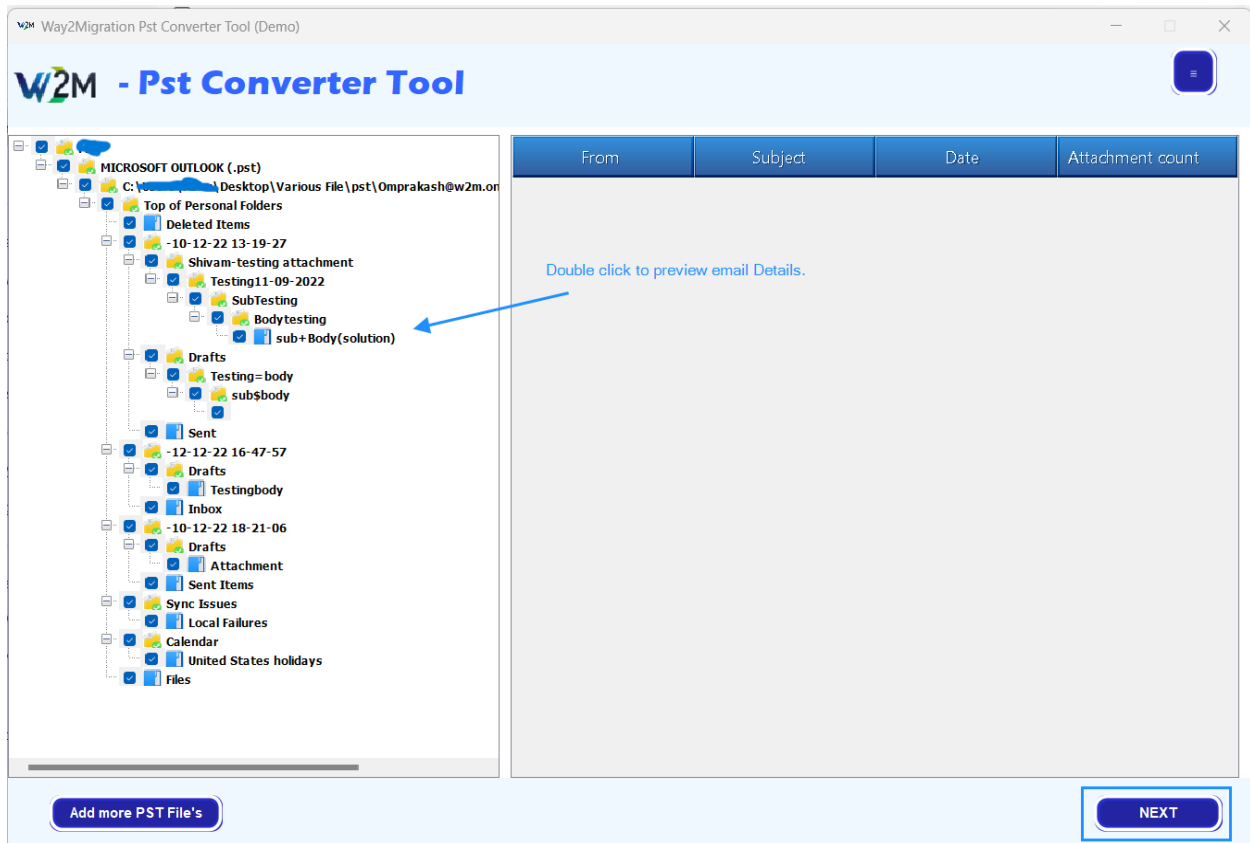 W2M Way2Migration Pst Converter Tool (Demo)
W2M - Pst Converter Tool
MICROSOFT OUTLOOK (.pst)
C:\ \Desktop\Various File\pst\Omprakash@w2m.on
Top of Personal Folders
Deleted Items
-10-12-22 13-19-27
Shivam-testing attachment
Testing11-09-2022
SubTesting
Bodytesting
sub+Body(solution)
Drafts
Testing=body
sub$body
Sent
-12-12-22 16-47-57
Drafts
Testingbody
Inbox
-10-12-22 18-21-06
Drafts
Attachment
Sent Items
Sync Issues
Local Failures
Calendar
United States holidays
Files
From Subject Date Attachment count
Double click to preview email Details.
Add more PST File's
NEXT